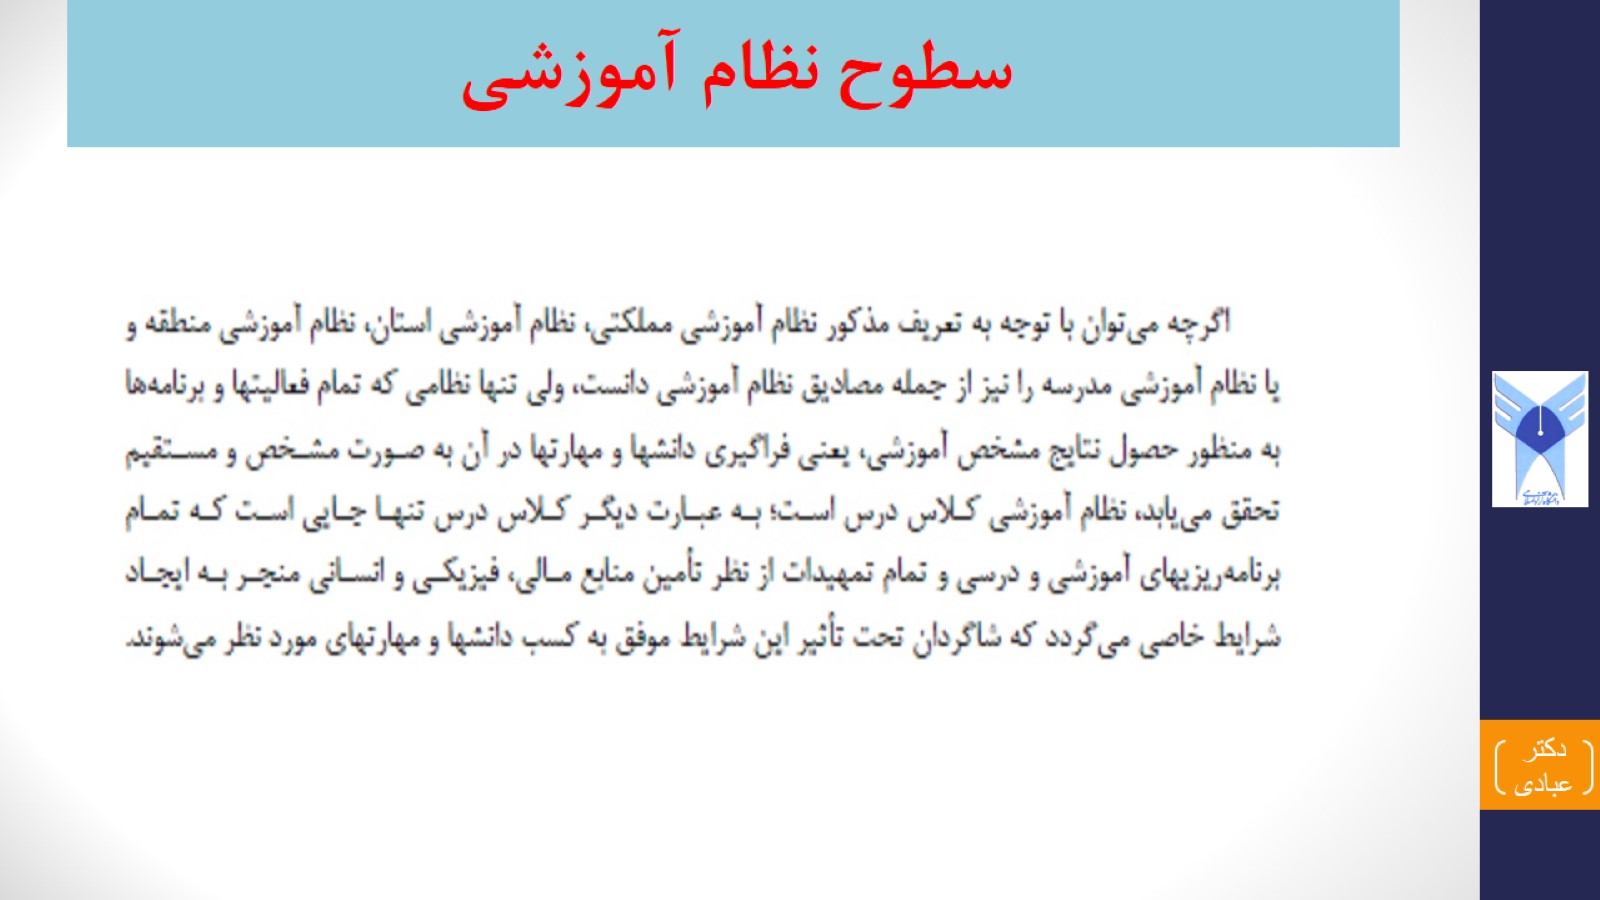 سطوح نظام آموزشی
اگرچه می‌توان با توجه به تعریف مذکور نظام آموزشی مملکتی، نظام آموزشی استان، نظام آموزشی منطقه و
یا نظام آموزشی مدرسه را نیز از جمله مصادیق نظام آموزشی دانست، ولی تنها نظامی که تمام فعالیتها و برنامه‌ها
به منظور حصول نتایج مشخص آموزشی، یعنی فراگیری دانشها و مهارتها در آن به صورت مشخص و مستقیم
تحقق می‌یابد، نظام آموزشی کلاس درس است؛ به عبارت دیگر کلاس درس تنها جایی است که تمام
برنامه‌ریزیهای آموزشی و درسی و تمام تمهیدات از نظر تأمین منابع مالی، فیزیکی و انسانی منجر به ایجاد
شرایط خاصی می‌گردد که شاگردان تحت تأثیر این شرایط موفق به کسب دانشها و مهارتهای مورد نظر می‌شوند.
دکتر
عبادی